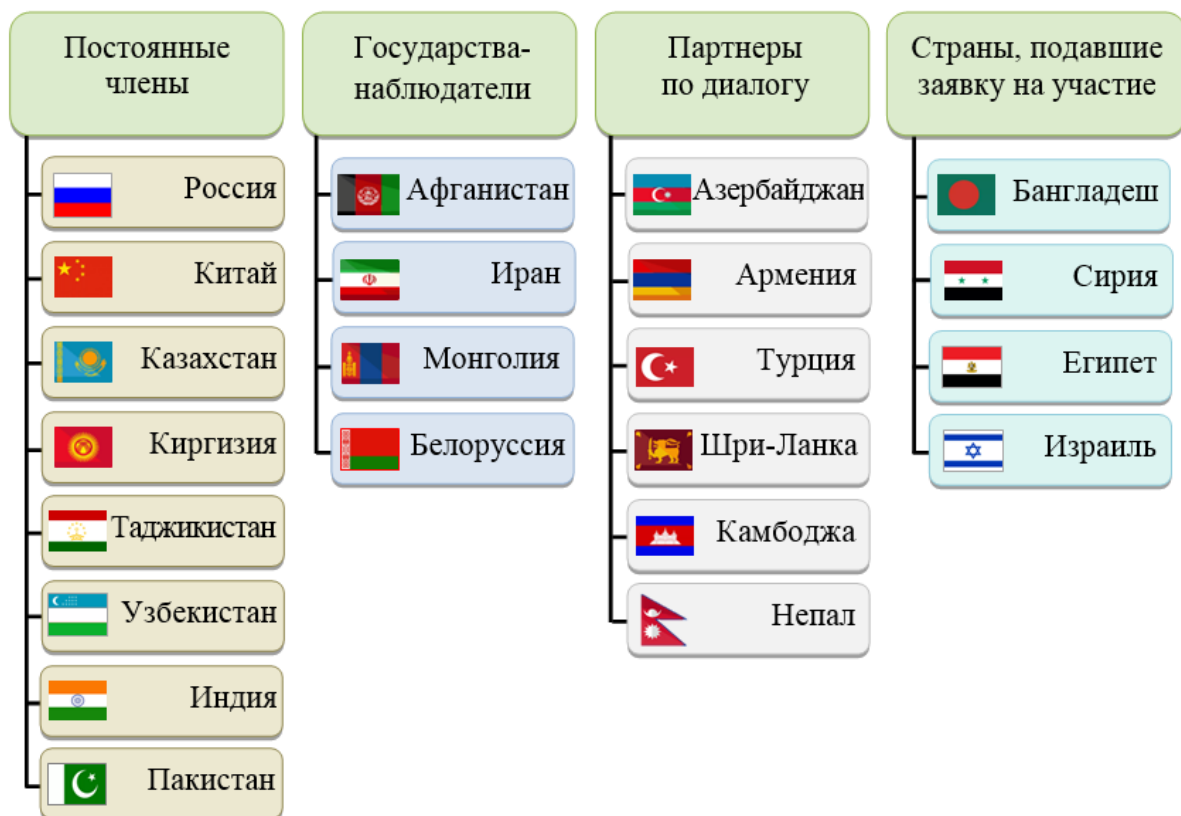 Постоянные
члены
Россия
Китай
Казахстан
Киргизия
Таджикистан
Узбекистан
Индия
Пакистан
Государства-
наблюдатели
Афганистан
Иран
Монголия
Белоруссия
Партнеры
по диалогу
Азербайджан
Армения
Турция
Шри-Ланка
Камбоджа
Непал
Страны, подавшие
заявку на участие
Бангладеш
Сирия
Египет
Израиль